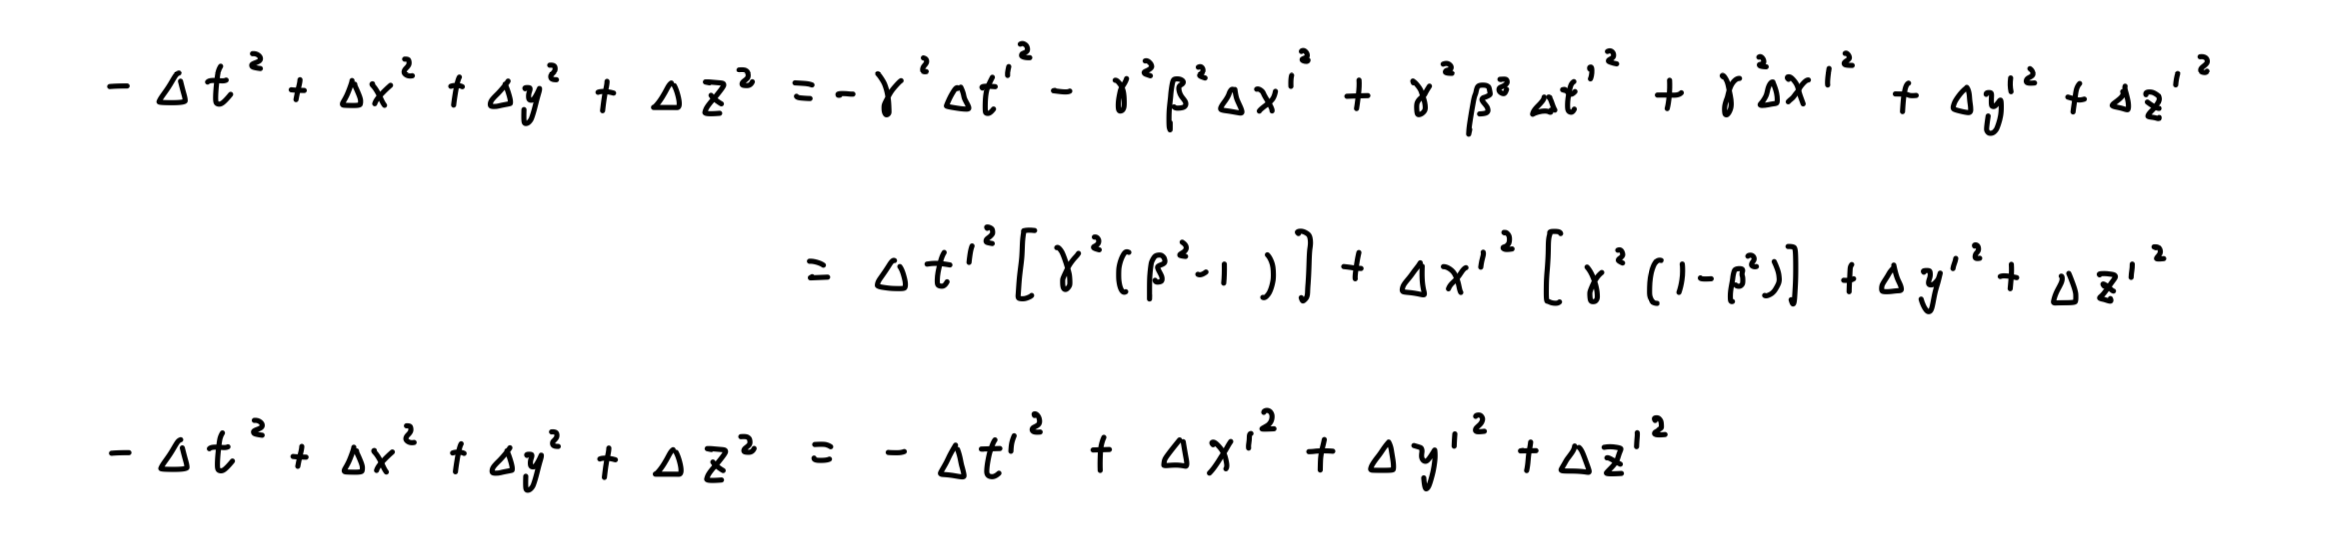 - Δt² + Δx² + Δy² + Δz² = - γ²Δt'² - γ²β²Δx'² + γ²β²Δt'² + γ²Δx'² + Δy'² + Δz'²
= Δt'² [γ²(β²-1)] + Δx'² [γ²(1-β²)] + Δy'² + Δz'²
- Δt² + Δx² + Δy² + Δz² = - Δt'² + Δx'² + Δy'² + Δz'²